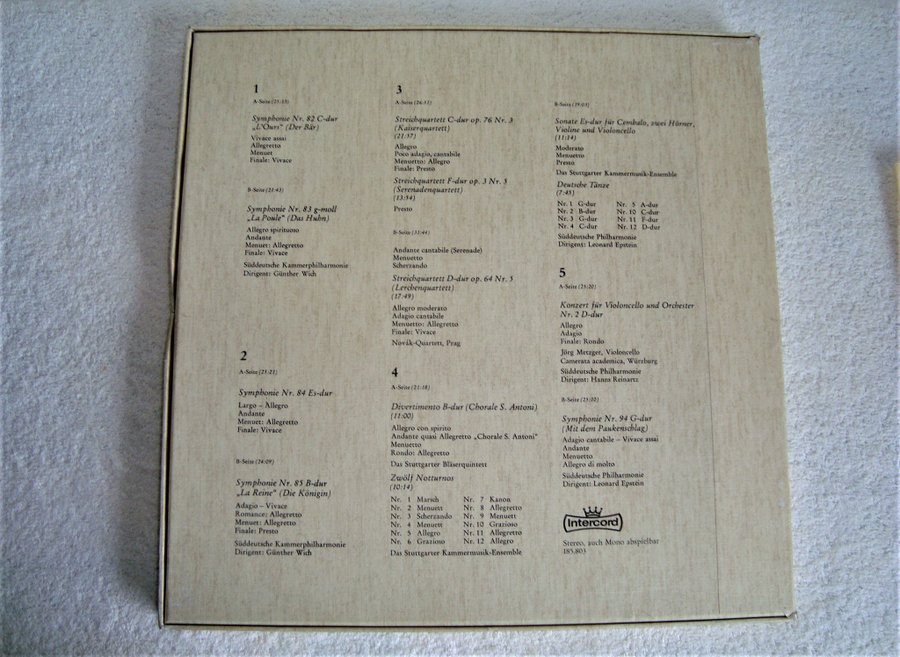 1
A-Seite (25:35)
Symphonie Nr. 82 C-dur
„L'Ours“ (Der Bär)
Vivace assai
Allegretto
Menuet
Finale: Vivace
B-Seite (23:45)
Symphonie Nr. 83 g-moll
„La Poule“ (Das Huhn)
Allegro spirituoso
Andante
Menuet: Allegretto
Finale: Vivace
Süddeutsche Kammerphilharmonie
Dirigent: Günther Wich
2
A-Seite (25:21)
Symphonie Nr. 84 Es-dur
Largo – Allegro
Andante
Menuet: Allegretto
Finale: Vivace
B-Seite (24:09)
Symphonie Nr. 85 B-dur
„La Reine“ (Die Königin)
Adagio – Vivace
Romance: Allegretto
Menuet: Allegretto
Finale: Presto
Süddeutsche Kammerphilharmonie
Dirigent: Günther Wich
3
A-Seite
Streichquartett C-dur op. 76 Nr. 3
(Kaiserquartett)
(21:57)
Allegro
Poco adagio, cantabile
Menuetto: Allegro
Finale: Presto
Streichquartett F-dur op. 3 Nr. 5
(Serenadenquartett)
(13:54)
Presto
B-Seite (31:44)
Andante cantabile (Serenade)
Menuetto
Scherzando
Streichquartett D-dur op. 64 Nr. 5
(Lerchenquartett)
(17:49)
Allegro moderato
Adagio cantabile
Menuetto: Allegretto
Finale: Vivace
Novák-Quartett, Prag
4
A-Seite (21:18)
Divertimento B-dur (Chorale S. Antoni)
(11:00)
Allegro con spirito
Andante quasi Allegretto „Chorale S. Antoni“
Menuetto
Rondo: Allegretto
Das Stuttgarter Bläserquintett
Zwölf Notturnos
(10:14)
Nr. 1 Marsch Nr. 7 Kanon
Nr. 2 Menuett Nr. 8 Allegretto
Nr. 3 Scherzando Nr. 9 Menuett
Nr. 4 Menuett Nr. 10 Grazioso
Nr. 5 Allegro Nr. 11 Allegretto
Nr. 6 Grazioso Nr. 12 Allegro
Das Stuttgarter Kammermusik-Ensemble
B-Seite (19:03)
Sonate Es-dur für Cembalo, zwei Hörner,
Violine und Violoncello
(11:14)
Moderato
Menuetto
Presto
Das Stuttgarter Kammermusik-Ensemble
Deutsche Tänze
(7:45)
Nr. 1 G-dur Nr. 5 A-dur
Nr. 2 B-dur Nr. 10 C-dur
Nr. 3 G-dur Nr. 11 F-dur
Nr. 4 C-dur Nr. 12 D-dur
Süddeutsche Philharmonie
Dirigent: Leonard Epstein
5
A-Seite (25:20)
Konzert für Violoncello und Orchester
Nr. 2 D-dur
Allegro
Adagio
Finale: Rondo
Jörg Metzger, Violoncello
Camerata academica, Würzburg
Süddeutsche Philharmonie
Dirigent: Hanns Reinartz
B-Seite (23:10)
Symphonie Nr. 94 G-dur
(Mit dem Paukenschlag)
Adagio cantabile – Vivace assai
Andante
Menuetto
Allegro di molto
Süddeutsche Philharmonie
Dirigent: Leonard Epstein
Intercord
Stereo, auch Mono abspielbar
185.803